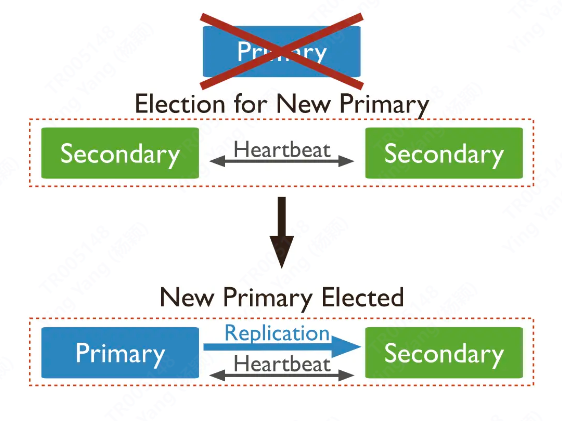 Primary
Election for New Primary
Secondary
Heartbeat
Secondary
New Primary Elected
Primary
Replication
Heartbeat
Secondary